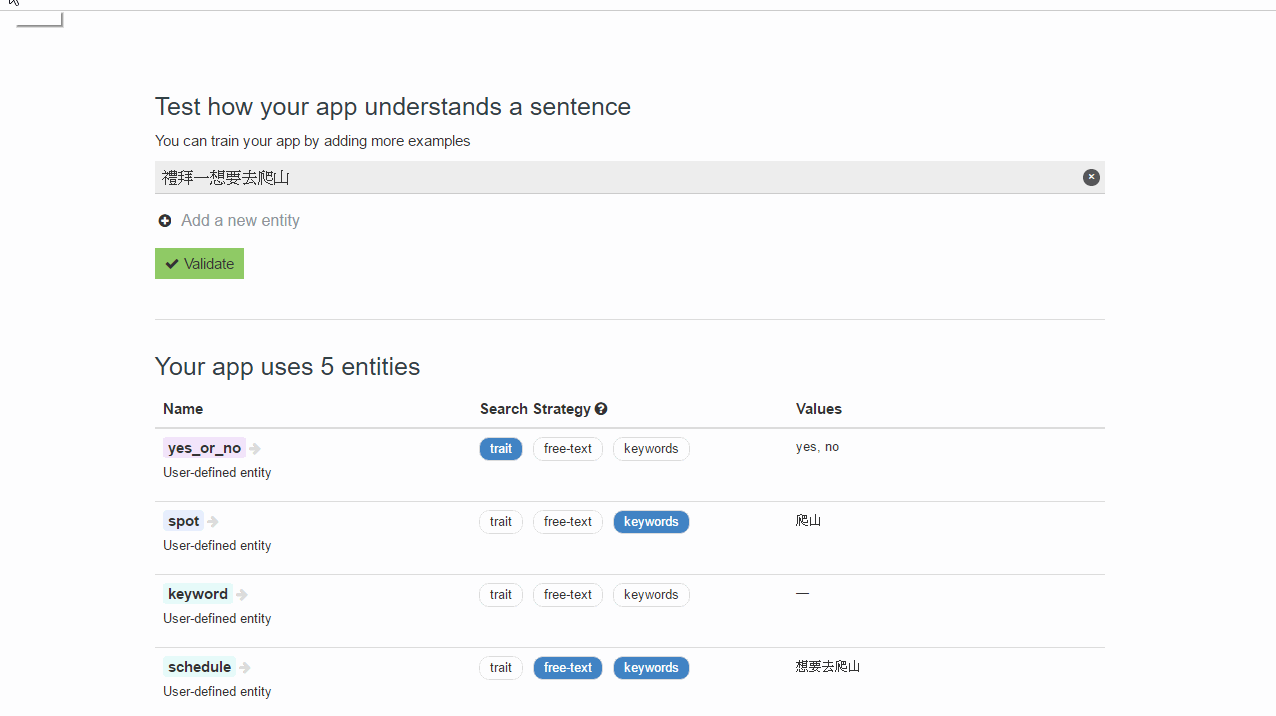 Test how your app understands a sentence
You can train your app by adding more examples
禮拜一想要去爬山
Add a new entity
Validate
Your app uses 5 entities
Name Search Strategy Values
yes_or_no trait free-text keywords yes, no
User-defined entity
spot trait free-text keywords 爬山
User-defined entity
keyword trait free-text keywords —
User-defined entity
schedule trait free-text keywords 想要去爬山
User-defined entity